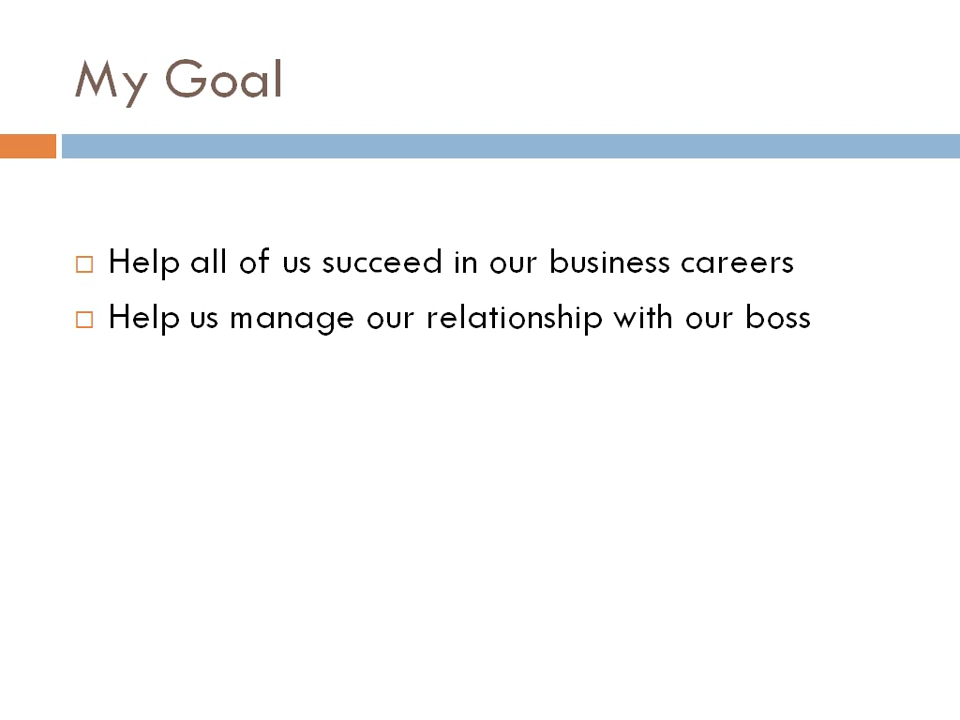 My Goal
Help all of us succeed in our business careers
Help us manage our relationship with our boss